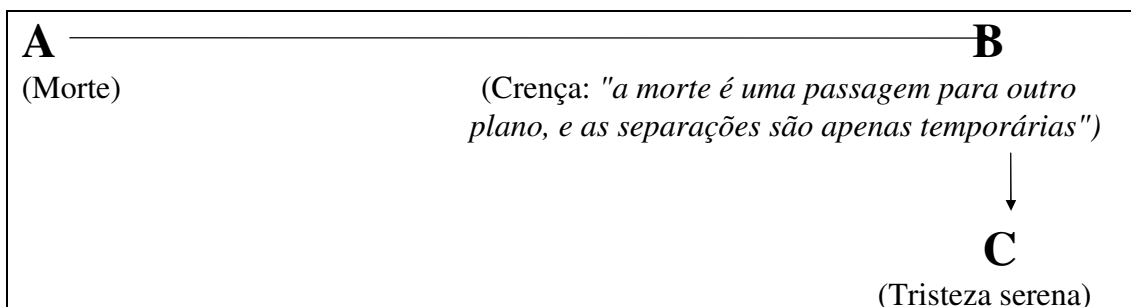 A B
(Morte) (Crença: "a morte é uma passagem para outro
plano, e as separações são apenas temporárias")
C
(Tristeza serena)